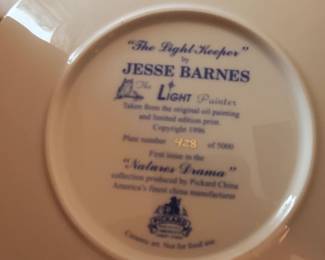 "The Light Keeper"
by
JESSE BARNES
The Light Painter
Taken from the original oil painting
and limited edition print.
Copyright 1996
Plate number 428 of 5000
First issue in the
"Natures Drama"
collection produced by Pickard China
America's finest china manufacturer
PICKARD
Ceramic art. Not for food use.